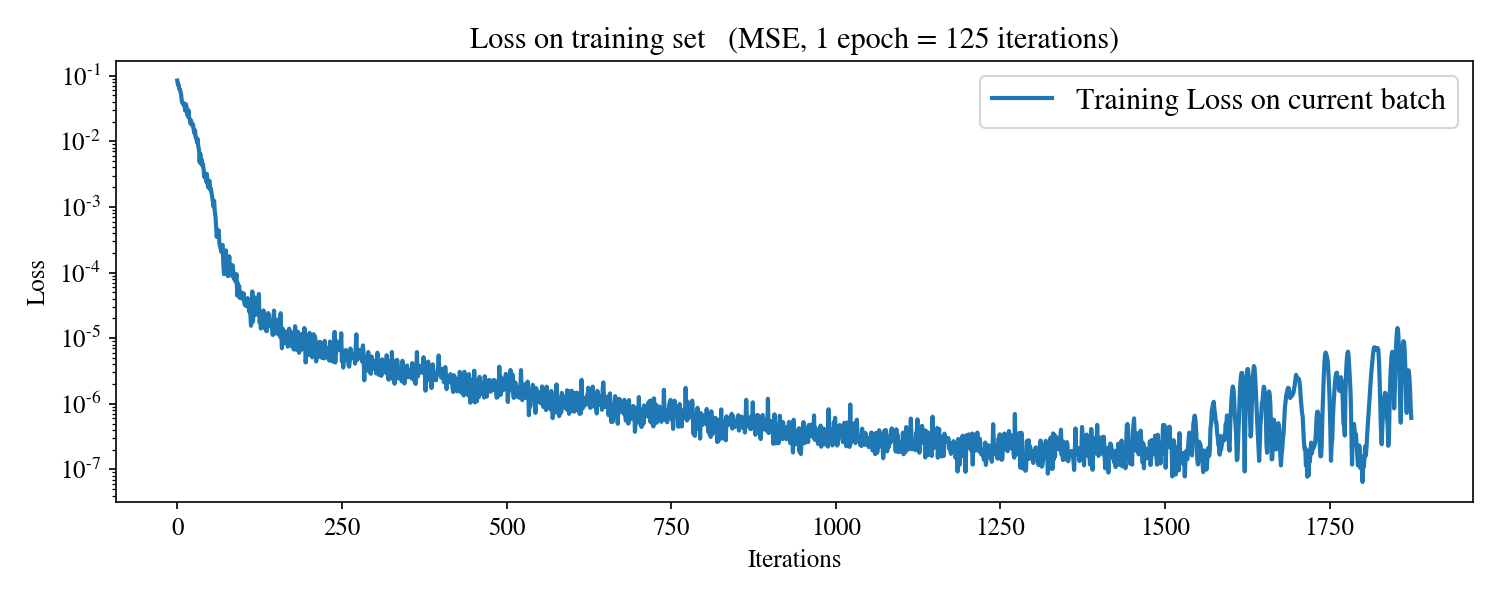 Loss on training set (MSE, 1 epoch = 125 iterations)
Training Loss on current batch
10-1
10-2
10-3
10-4
10-5
10-6
10-7
Loss
0 250 500 750 1000 1250 1500 1750
Iterations